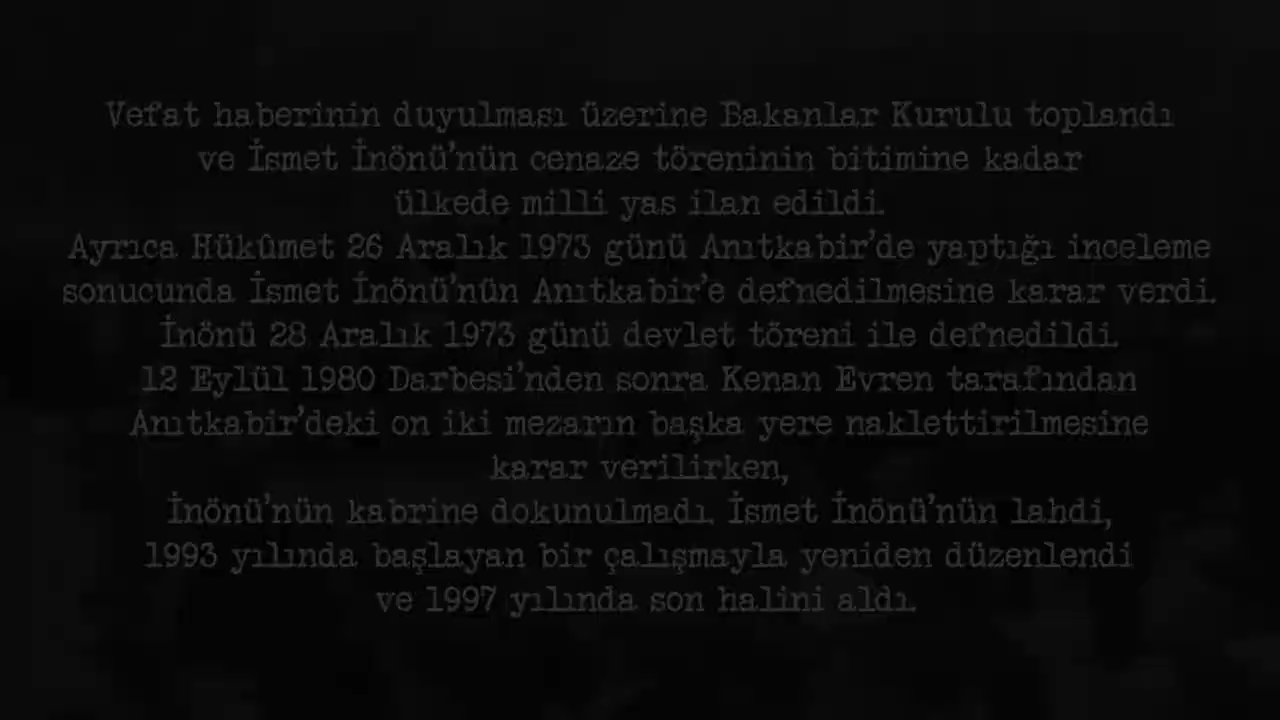 Vefat haberinin duyulması üzerine Bakanlar Kurulu toplandı
ve İsmet İnönü'nün cenaze töreninin bitimine kadar
ülkede milli yas ilan edildi.
Ayrıca Hükûmet 26 Aralık 1973 günü Anıtkabir'de yaptığı inceleme
sonucunda İsmet İnönü'nün Anıtkabir'e defnedilmesine karar verdi.
İnönü 28 Aralık 1973 günü devlet töreni ile defnedildi.
12 Eylül 1980 Darbesi'nden sonra Kenan Evren tarafından
Anıtkabir'deki on iki mezarın başka yere naklettirilmesine
karar verilirken,
İnönü'nün kabrine dokunulmadı. İsmet İnönü'nün lahdi,
1993 yılında başlayan bir çalışmayla yeniden düzenlendi
ve 1997 yılında son halini aldı.